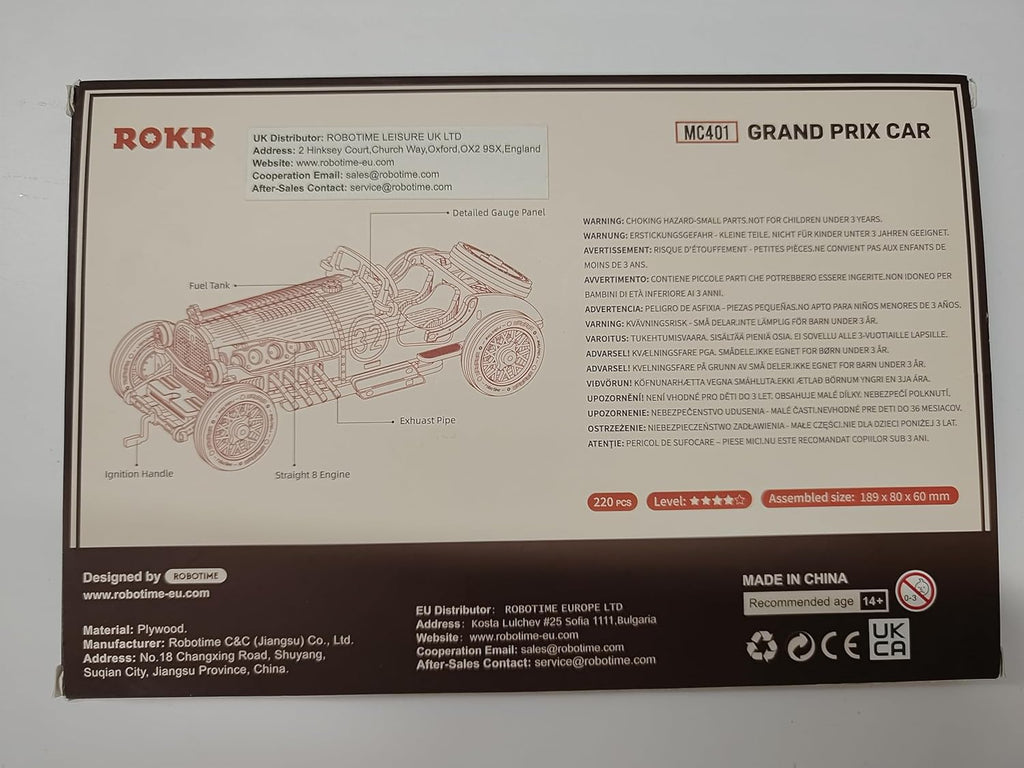 ROKR
UK Distributor: ROBOTIME LEISURE UK LTD
Address: 2 Hinksey Court,Church Way,Oxford,OX2 9SX,England
Website: www.robotime-eu.com
Cooperation Email: sales@robotime.com
After-Sales Contact: service@robotime.com
MC401 GRAND PRIX CAR
Detailed Gauge Panel
Fuel Tank
32
Exhuast Pipe
Ignition Handle
Straight 8 Engine
WARNING: CHOKING HAZARD-SMALL PARTS.NOT FOR CHILDREN UNDER 3 YEARS.
WARNUNG: ERSTICKUNGSGEFAHR - KLEINE TEILE. NICHT FÜR KINDER UNTER 3 JAHREN GEEIGNET.
AVERTISSEMENT: RISQUE D'ÉTOUFFEMENT - PETITES PIÈCES.NE CONVIENT PAS AUX ENFANTS DE
MOINS DE 3 ANS.
AVVERTIMENTO: CONTIENE PICCOLE PARTI CHE POTREBBERO ESSERE INGERITE.NON IDONEO PER
BAMBINI DI ETÀ INFERIORE AI 3 ANNI.
ADVERTENCIA: PELIGRO DE ASFIXIA - PIEZAS PEQUEÑAS.NO APTO PARA NIÑOS MENORES DE 3 AÑOS.
VARNING: KVÄVNINGSRISK - SMÅ DELAR.INTE LÄMPLIG FÖR BARN UNDER 3 ÅR.
VAROITUS: TUKEHTUMISVAARA. SISÄLTÄÄ PIENIÄ OSIA. EI SOVELLU ALLE 3-VUOTIAILLE LAPSILLE.
ADVARSEL! KVÆLNINGSFARE PGA. SMÅDELE.IKKE EGNET FOR BØRN UNDER 3 ÅR.
ADVARSEL! KVELNINGSFARE PÅ GRUNN AV SMÅ DELER.IKKE EGNET FOR BARN UNDER 3 ÅR.
VIÐVÖRUN! KÖFNUNARHÆTTA VEGNA SMÁHLUTA.EKKI ÆTLAÐ BÖRNUM YNGRI EN 3JA ÁRA.
UPOZORNĚNÍ! NENÍ VHODNÉ PRO DĚTI DO 3 LET. OBSAHUJE MALÉ DÍLKY. NEBEZPEČÍ POLKNUTÍ.
UPOZORNENIE: NEBEZPEČENSTVO UDUSENIA - MALÉ ČASTI.NEVHODNÉ PRE DETI DO 36 MESIACOV.
OSTRZEŻENIE: NIEBEZPIECZEŃSTWO ZADŁAWIENIA - MAŁE CZĘŚCI.NIE DLA DZIECI PONIŻEJ 3 LAT.
ATENȚIE: PERICOL DE SUFOCARE – PIESE MICI.NU ESTE RECOMANDAT COPIILOR SUB 3 ANI.
220 PCS Level: ★★★★☆ Assembled size: 189 x 80 x 60 mm
Designed by ROBOTIME
www.robotime-eu.com
Material: Plywood.
Manufacturer: Robotime C&C (Jiangsu) Co., Ltd.
Address: No.18 Changxing Road, Shuyang,
Suqian City, Jiangsu Province, China.
EU Distributor: ROBOTIME EUROPE LTD
Address: Kosta Lulchev #25 Sofia 1111,Bulgaria
Website: www.robotime-eu.com
Cooperation Email: sales@robotime.com
After-Sales Contact: service@robotime.com
MADE IN CHINA
Recommended age 14+
0-3
CE UK
CA